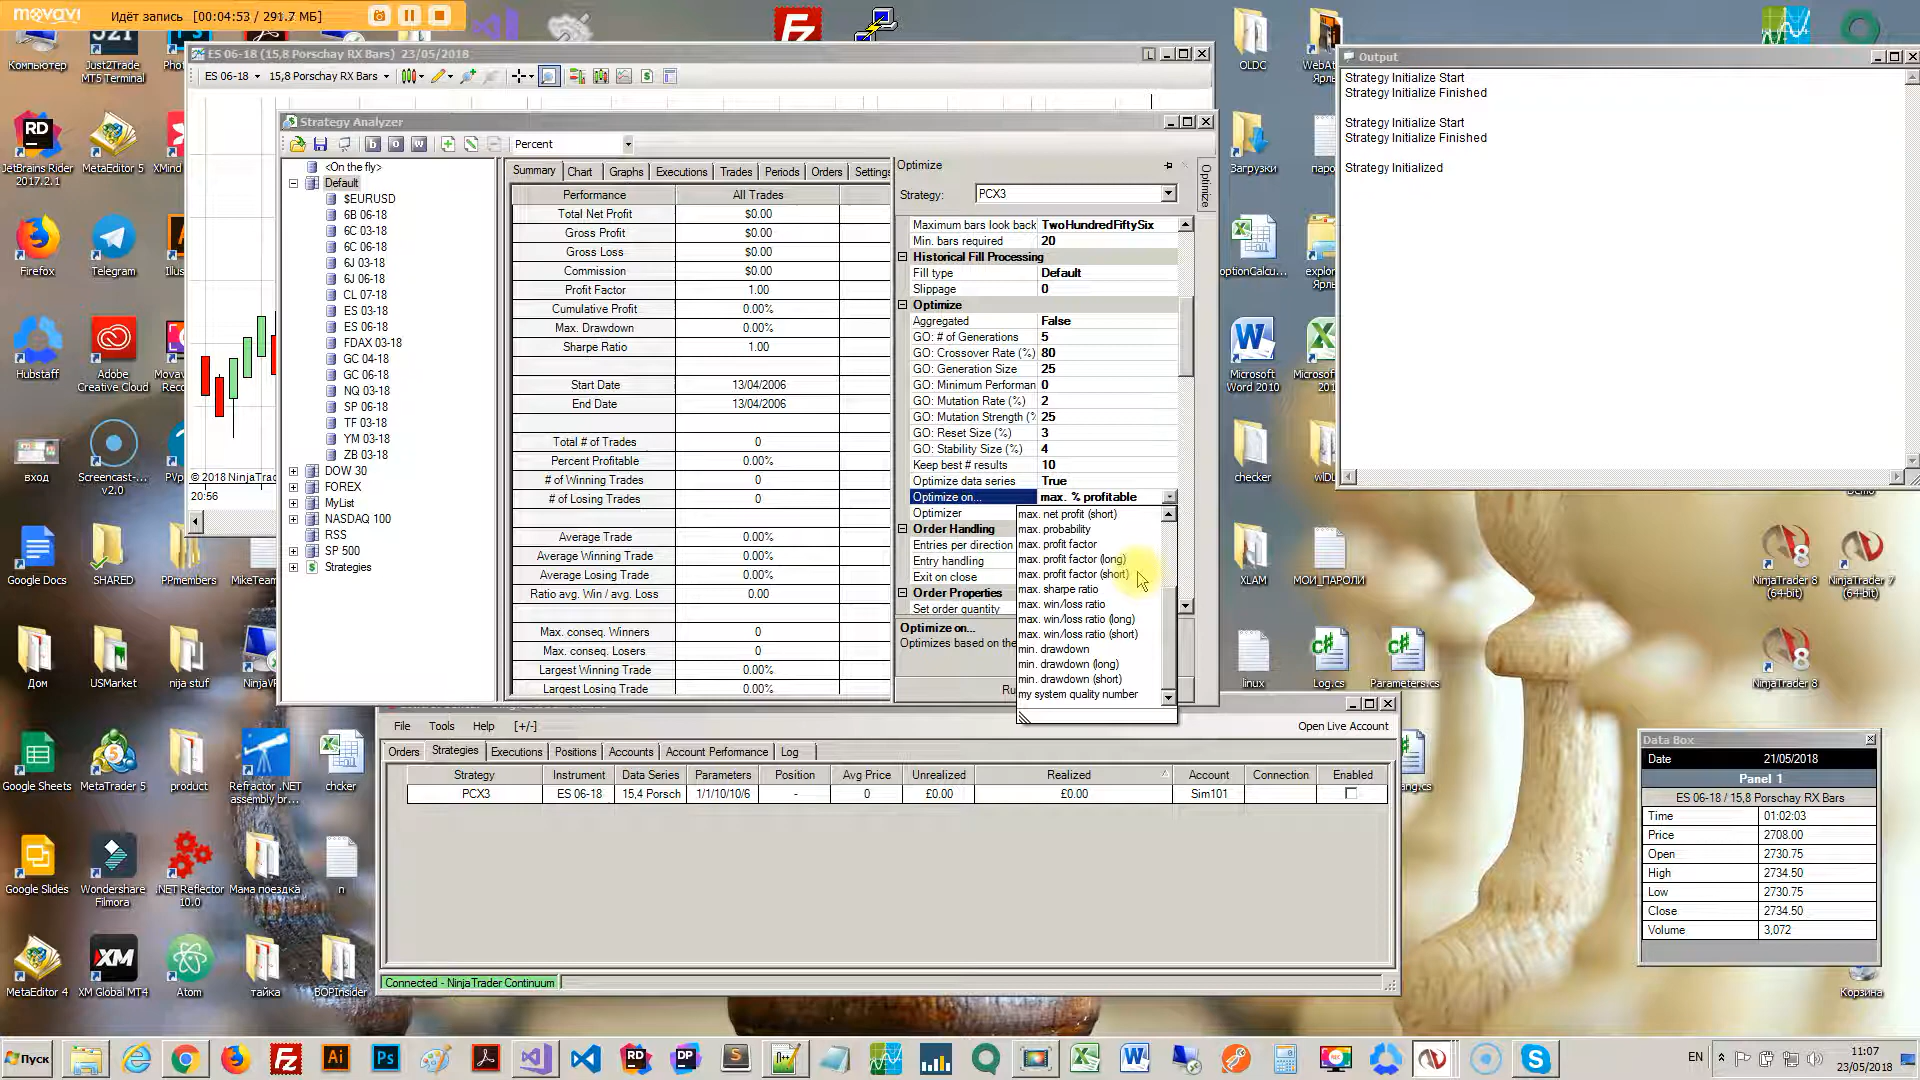 movavi
Идёт запись [00:04:53 / 291.7 МБ]
Компьютер
Just2Trade
MT5 Terminal
JetBrains Rider
2017.2.1
MetaEditor 5
XMind
Firefox
Telegram
Illus
Hubstaff
Adobe
Creative Cloud
вход
Screencast-...
v2.0
Google Docs
SHARED
PPmembers
MikeTeam
Дом
USMarket
nija stuf
Google Sheets
MetaTrader 5
product
Refractor .NET
assembly br...
chcker
Google Slides
Wondershare
Filmora
.NET Reflector
10.0
Мама поездка
n
MetaEditor 4
XM Global MT4
Atom
тайка
BOPInsider
ES 06-18 (15,8 Porschay RX Bars) 23/05/2018
ES 06-18
15,8 Porschay RX Bars
© 2018 NinjaTrad
20:56
Strategy Analyzer
Percent
<On the fly>
Default
$EURUSD
6B 06-18
6C 03-18
6C 06-18
6J 03-18
6J 06-18
CL 07-18
ES 03-18
ES 06-18
FDAX 03-18
GC 04-18
GC 06-18
NQ 03-18
SP 06-18
TF 03-18
YM 03-18
ZB 03-18
DOW 30
FOREX
MyList
NASDAQ 100
RSS
SP 500
Strategies
Summary Chart Graphs Executions Trades Periods Orders Settings
Performance All Trades
Total Net Profit $0.00
Gross Profit $0.00
Gross Loss $0.00
Commission $0.00
Profit Factor 1.00
Cumulative Profit 0.00%
Max. Drawdown 0.00%
Sharpe Ratio 1.00
Start Date 13/04/2006
End Date 13/04/2006
Total # of Trades 0
Percent Profitable 0.00%
# of Winning Trades 0
# of Losing Trades 0
Average Trade 0.00%
Average Winning Trade 0.00%
Average Losing Trade 0.00%
Ratio avg. Win / avg. Loss 0.00
Max. conseq. Winners 0
Max. conseq. Losers 0
Largest Winning Trade 0.00%
Largest Losing Trade 0.00%
Optimize
Optimize
Strategy: PCX3
Maximum bars look back TwoHundredFiftySix
Min. bars required 20
Historical Fill Processing
Fill type Default
Slippage 0
Optimize
Aggregated False
GO: # of Generations 5
GO: Crossover Rate (%) 80
GO: Generation Size 25
GO: Minimum Performan 0
GO: Mutation Rate (%) 2
GO: Mutation Strength (% 25
GO: Reset Size (%) 3
GO: Stability Size (%) 4
Keep best # results 10
Optimize data series True
Optimize on... max. % profitable
Optimizer
Order Handling
Entries per direction
Entry handling
Exit on close
Order Properties
Set order quantity
Optimize on...
Optimizes based on the
Ru
max. net profit (short)
max. probability
max. profit factor
max. profit factor (long)
max. profit factor (short)
max. sharpe ratio
max. win/loss ratio
max. win/loss ratio (long)
max. win/loss ratio (short)
min. drawdown
min. drawdown (long)
min. drawdown (short)
my system quality number
File Tools Help [+/-]
Open Live Account
Orders Strategies Executions Positions Accounts Account Performance Log
Strategy Instrument Data Series Parameters Position Avg Price Unrealized Realized Account Connection Enabled
PCX3 ES 06-18 15,4 Porsch 1/1/10/10/6 - 0 £0.00 £0.00 Sim101
Connected - NinjaTrader Continuum
OLDC
Загрузки
Microsoft
Word 2010
checker
XLAM
МОИ_ПАРОЛИ
linux
Log.cs
Parameters.cs
NinjaTrader 8
(64-bit)
NinjaTrader 7
(64-bit)
NinjaTrader 8
Корзина
Output
Strategy Initialize Start
Strategy Initialize Finished
Strategy Initialize Start
Strategy Initialize Finished
Strategy Initialized
Data Box
Date 21/05/2018
Panel 1
ES 06-18 / 15,8 Porschay RX Bars
Time 01:02:03
Price 2708.00
Open 2730.75
High 2734.50
Low 2730.75
Close 2734.50
Volume 3,072
Пуск
EN
11:07
23/05/2018